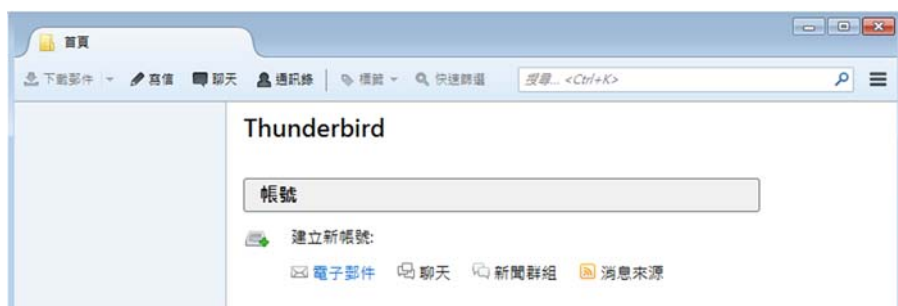 首頁
下載郵件 寫信 聊天 通訊錄 標籤 快速篩選 搜尋... <Ctrl+K>
Thunderbird
帳號
建立新帳號:
電子郵件 聊天 新聞群組 消息來源